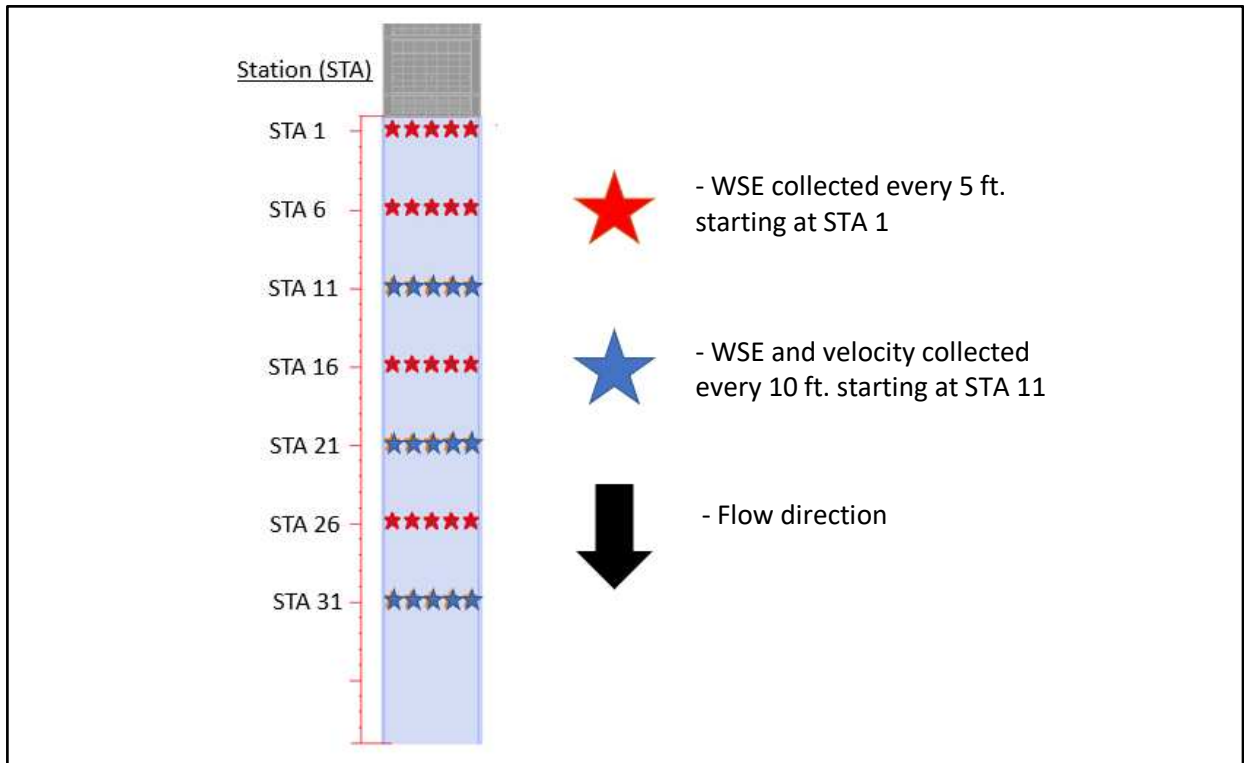 Station (STA)
STA 1
STA 6
STA 11
STA 16
STA 21
STA 26
STA 31
- WSE collected every 5 ft.
starting at STA 1
- WSE and velocity collected
every 10 ft. starting at STA 11
- Flow direction